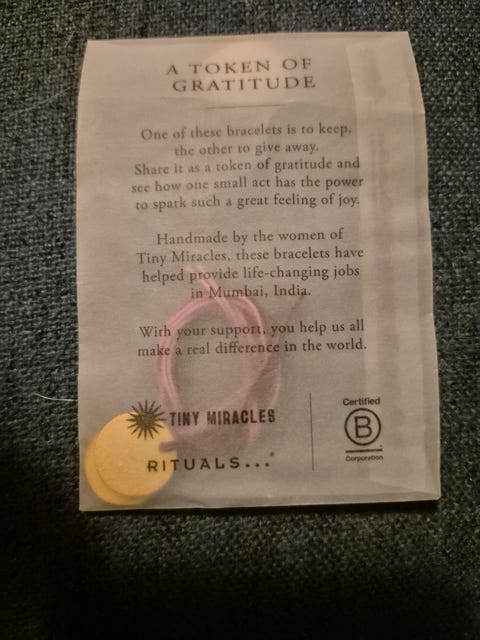 A TOKEN OF
GRATITUDE
One of these bracelets is to keep,
the other to give away.
Share it as a token of gratitude and
see how one small act has the power
to spark such a great feeling of joy.
Handmade by the women of
Tiny Miracles, these bracelets have
helped provide life-changing jobs
in Mumbai, India.
With your support, you help us all
make a real difference in the world.
TINY MIRACLES
RITUALS...®
Certified
B
Corporation